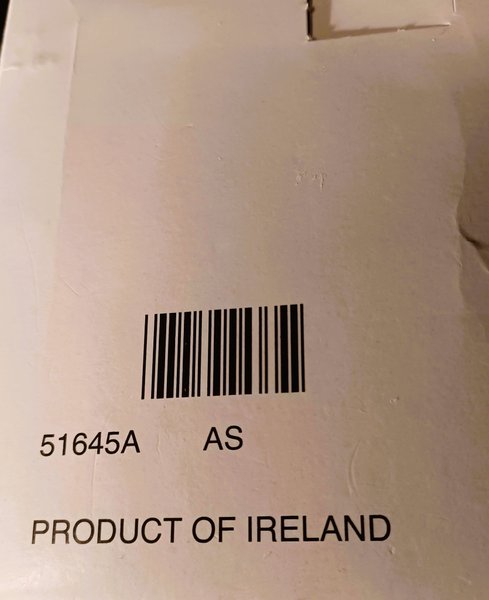 51645A AS
PRODUCT OF IRELAND